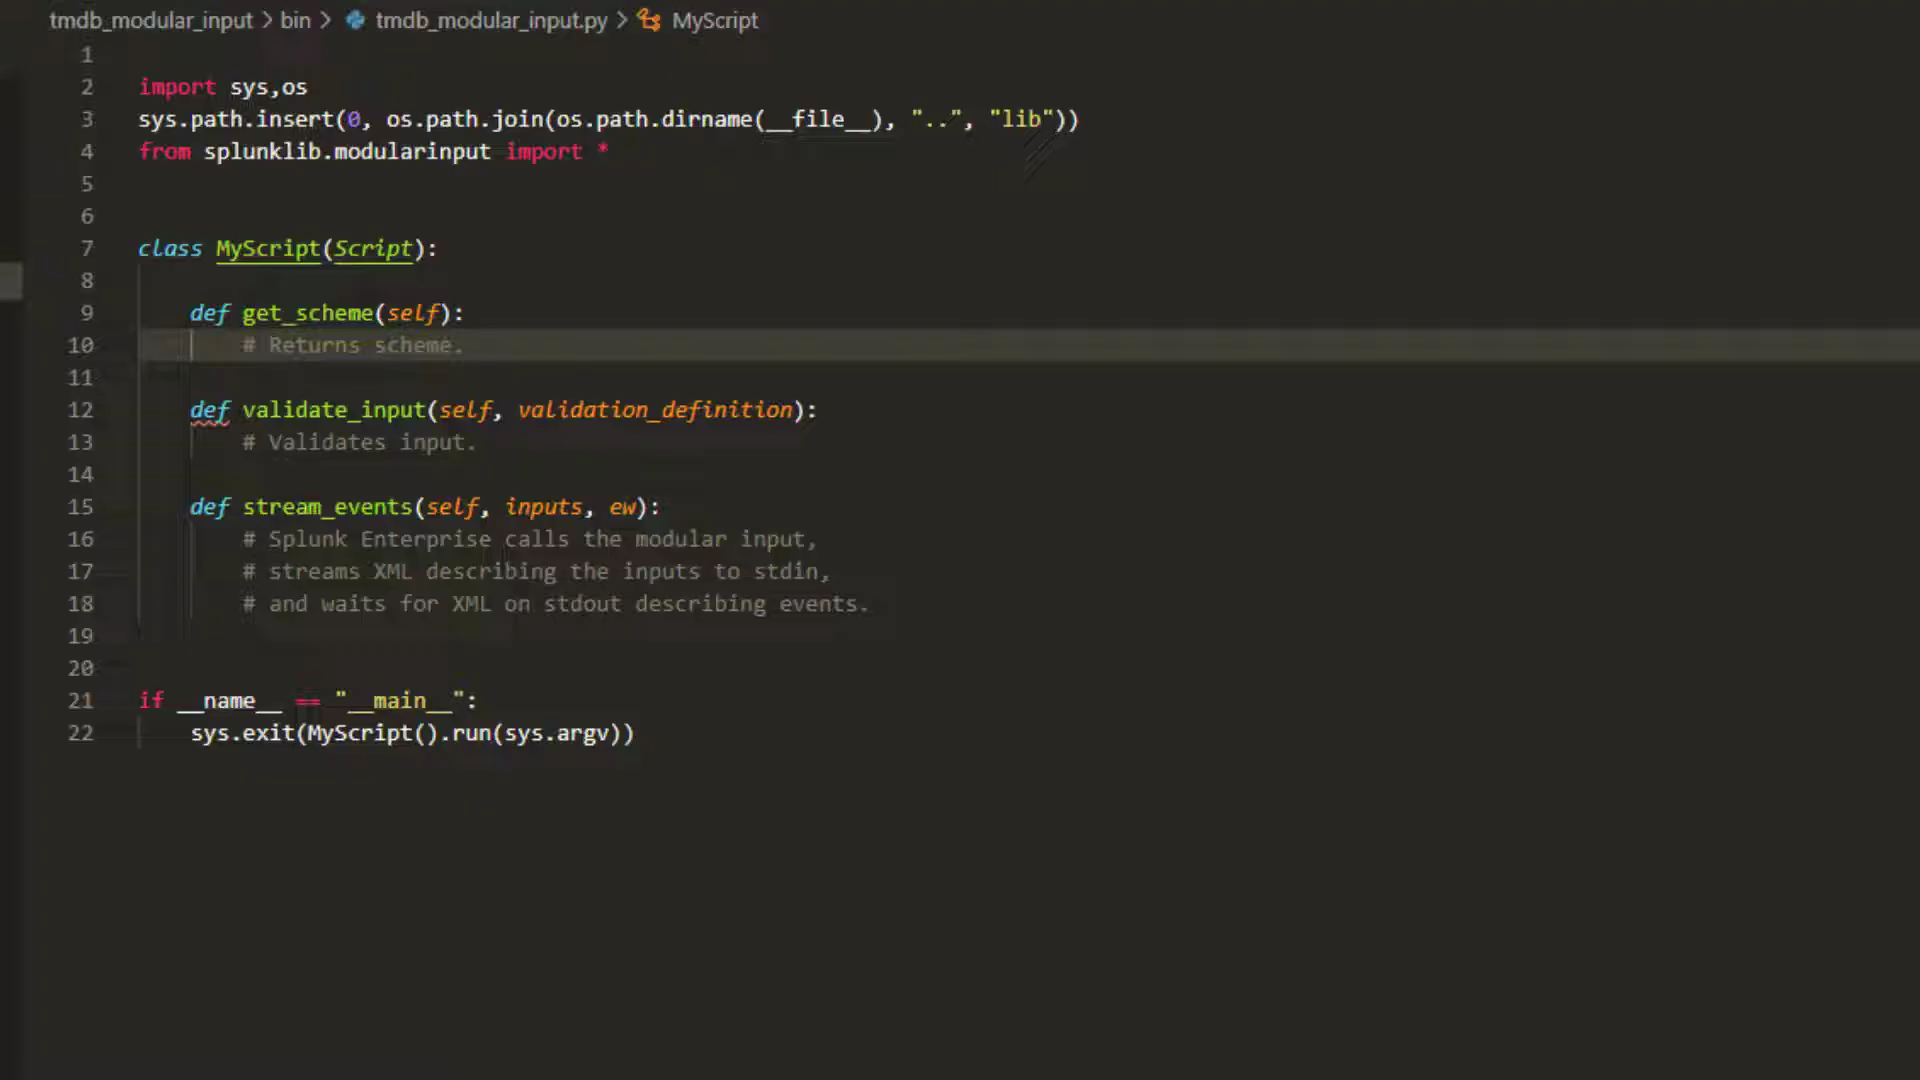 tmdb_modular_input > bin > tmdb_modular_input.py > MyScript
1
2 import sys,os
3 sys.path.insert(0, os.path.join(os.path.dirname(__file__), "..", "lib"))
4 from splunklib.modularinput import *
5
6
7 class MyScript(Script):
8
9 def get_scheme(self):
10 # Returns scheme.
11
12 def validate_input(self, validation_definition):
13 # Validates input.
14
15 def stream_events(self, inputs, ew):
16 # Splunk Enterprise calls the modular input,
17 # streams XML describing the inputs to stdin,
18 # and waits for XML on stdout describing events.
19
20
21 if __name__ == "__main__":
22 sys.exit(MyScript().run(sys.argv))